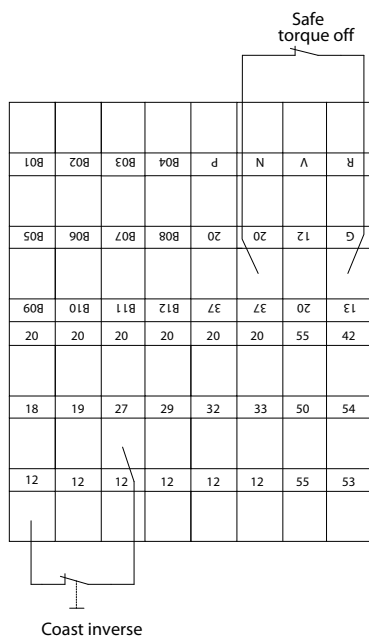 Safe
torque off
B01 B02 B03 B04 P N V R
B05 B06 B07 B08 20 20 12 G
B09 B10 B11 B12 37 37 20 13
20 20 20 20 20 20 55 42
18 19 27 29 32 33 50 54
12 12 12 12 12 12 55 53
Coast inverse